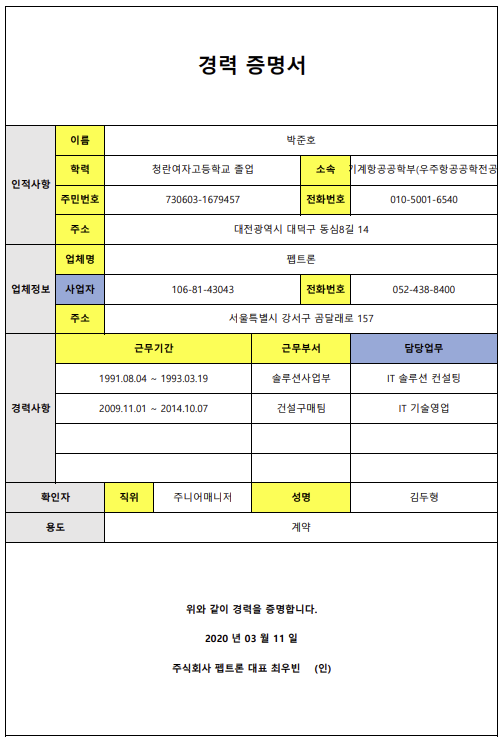 경력 증명서
인적사항
이름 박준호
학력 청란여자고등학교 졸업 소속 기계항공공학부(우주항공공학전공
주민번호 730603-1679457 전화번호 010-5001-6540
주소 대전광역시 대덕구 동심8길 14
업체정보
업체명 펩트론
사업자 106-81-43043 전화번호 052-438-8400
주소 서울특별시 강서구 곰달래로 157
경력사항
근무기간 근무부서 담당업무
1991.08.04 ~ 1993.03.19 솔루션사업부 IT 솔루션 컨설팅
2009.11.01 ~ 2014.10.07 건설구매팀 IT 기술영업
확인자 직위 주니어매니저 성명 김두형
용도 계약
위와 같이 경력을 증명합니다.
2020 년 03 월 11 일
주식회사 펩트론 대표 최우빈 (인)